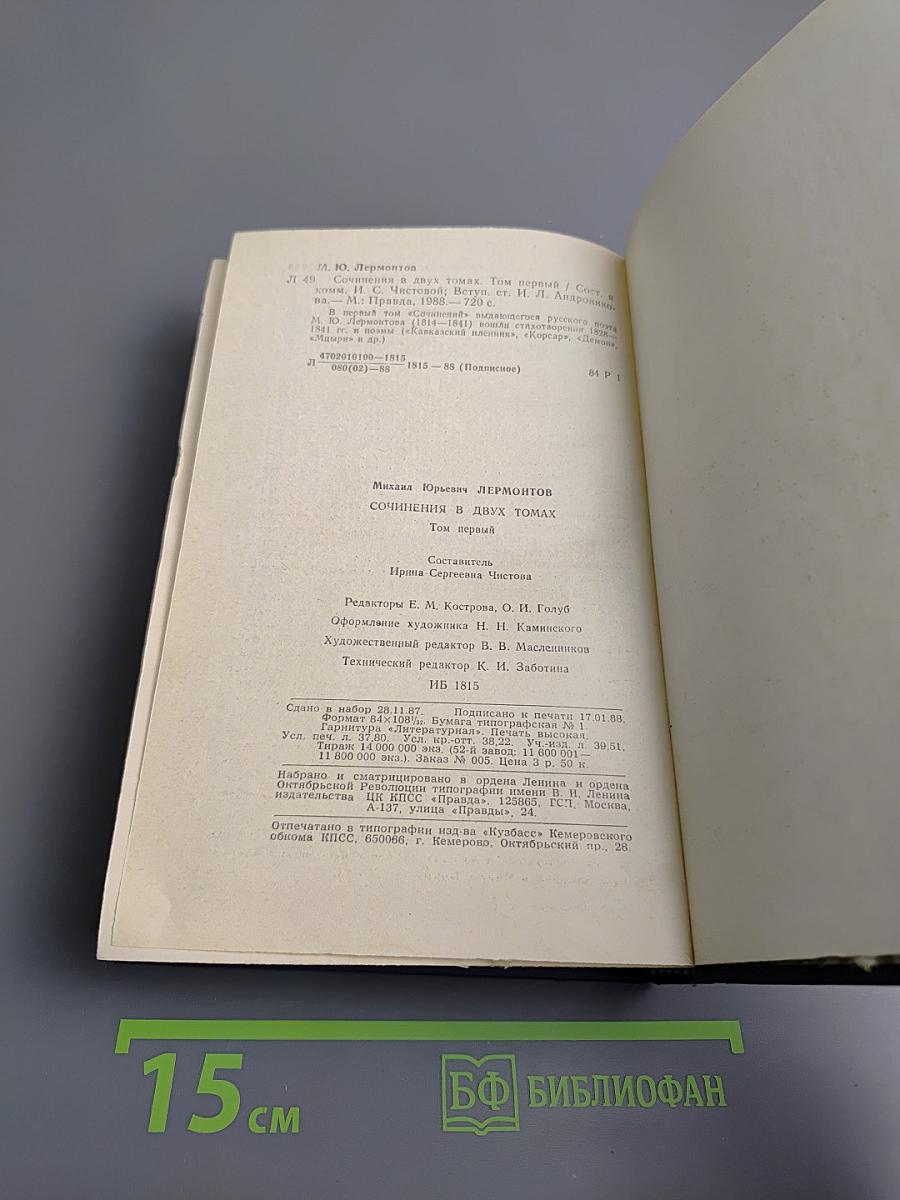 М. Ю. Лермонтов
Л 49 Сочинения в двух томах. Том первый / Сост. и
комм. И. С. Чистовой; Вступ. ст. И. Л. Андронико-
ва.— М.: Правда, 1988.— 720 с.
В первый том «Сочинений» выдающегося русского поэта
М. Ю. Лермонтова (1814—1841) вошли стихотворения 1828—
1841 гг. и поэмы («Кавказский пленник», «Корсар», «Демон»,
«Мцыри» и др.)
Л 4702010100—1815
080(02)—88 1815—88 (Подписное) 84 Р 1
Михаил Юрьевич ЛЕРМОНТОВ
СОЧИНЕНИЯ В ДВУХ ТОМАХ
Том первый
Составитель
Ирина Сергеевна Чистова
Редакторы Е. М. Кострова, О. И. Голуб
Оформление художника Н. Н. Каминского
Художественный редактор В. В. Масленников
Технический редактор К. И. Заботина
ИБ 1815
Сдано в набор 28.11.87. Подписано к печати 17.01.88.
Формат 84×108¹/₃₂. Бумага типографская № 1.
Гарнитура «Литературная». Печать высокая.
Усл. печ. л. 37,80. Усл. кр.-отт. 38,22. Уч.-изд. л. 39,51.
Тираж 14 000 000 экз. (52-й завод: 11 600 001—
11 800 000 экз.). Заказ № 005. Цена 3 р. 50 к.
Набрано и сматрицировано в ордена Ленина и ордена
Октябрьской Революции типографии имени В. И. Ленина
издательства ЦК КПСС «Правда». 125865, ГСП, Москва,
А-137, улица «Правды», 24.
Отпечатано в типографии изд-ва «Кузбасс» Кемеровского
обкома КПСС, 650066, г. Кемерово, Октябрьский пр., 28.
15 см
БФ БИБЛИОФАН